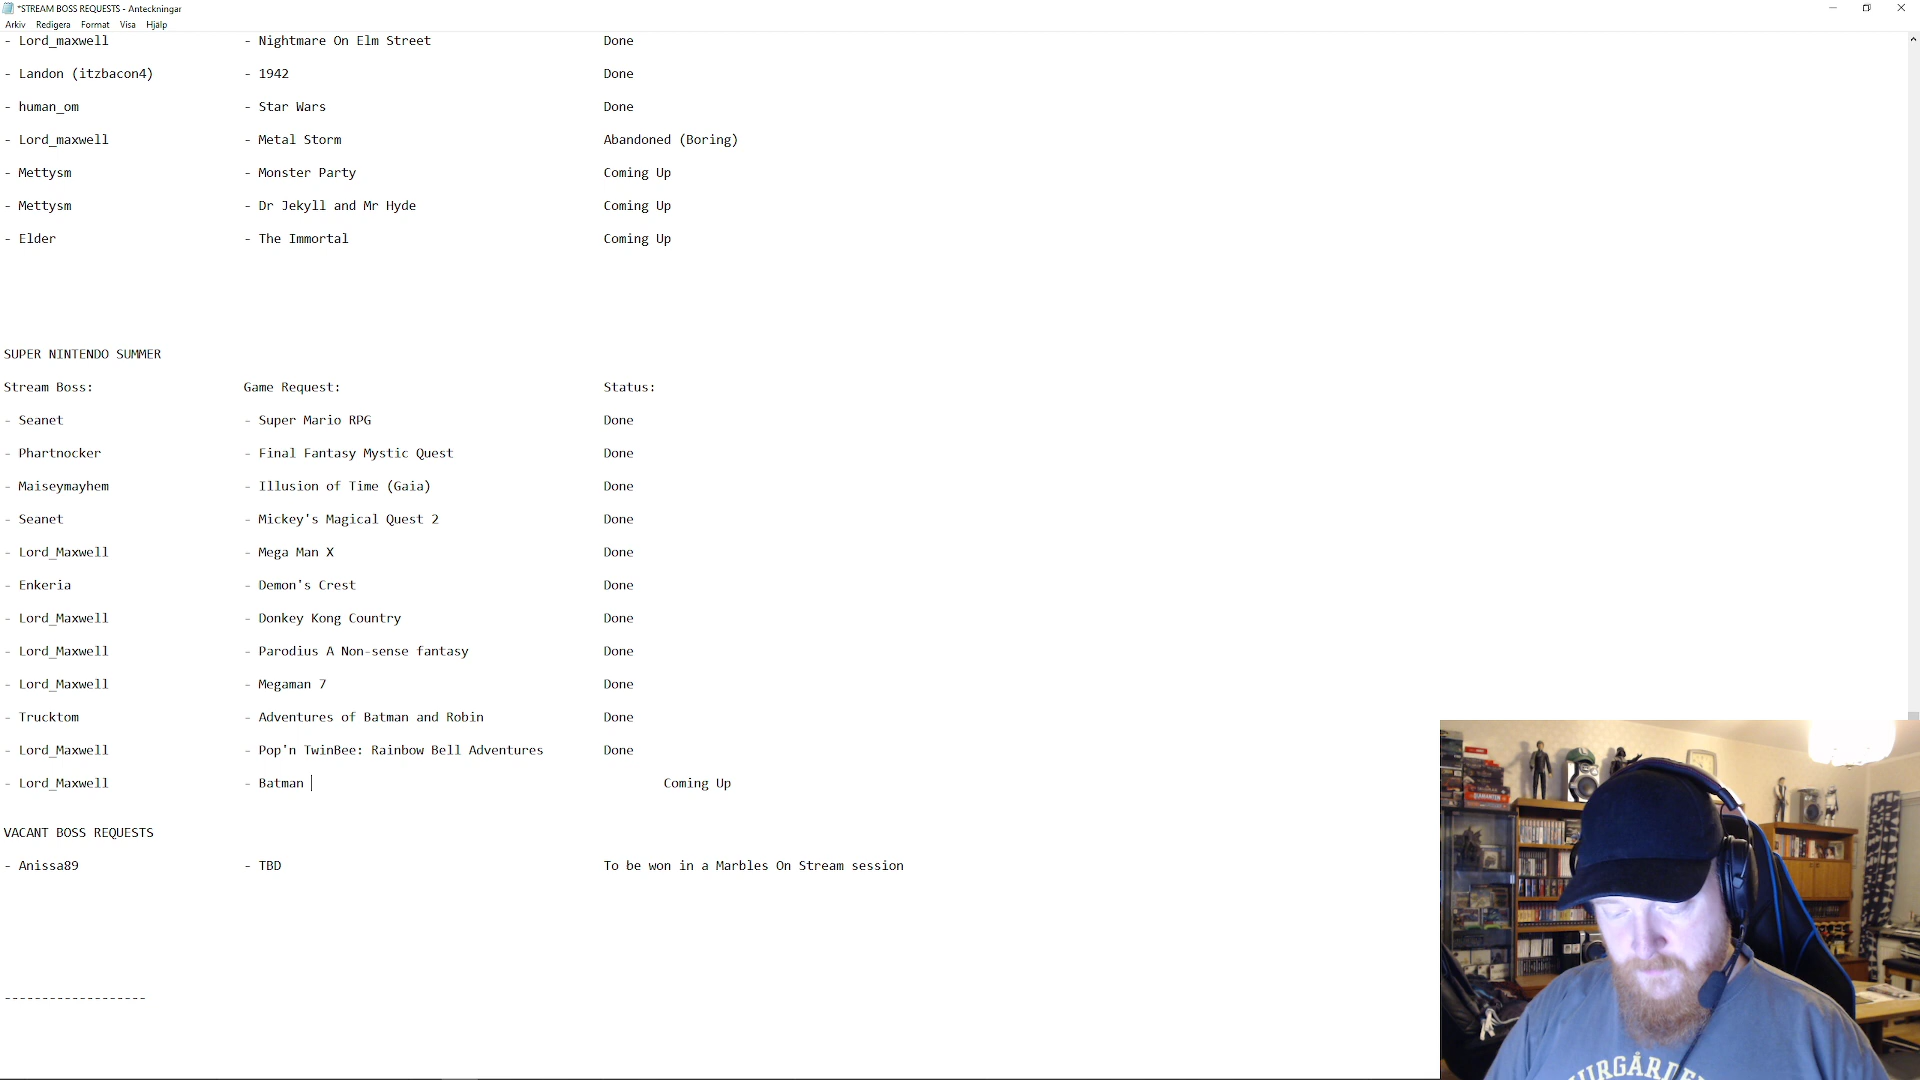 *STREAM BOSS REQUESTS - Anteckningar
Arkiv Redigera Format Visa Hjälp
- Lord_maxwell - Nightmare On Elm Street Done
- Landon (itzbacon4) - 1942 Done
- human_om - Star Wars Done
- Lord_maxwell - Metal Storm Abandoned (Boring)
- Mettysm - Monster Party Coming Up
- Mettysm - Dr Jekyll and Mr Hyde Coming Up
- Elder - The Immortal Coming Up
SUPER NINTENDO SUMMER
Stream Boss: Game Request: Status:
- Seanet - Super Mario RPG Done
- Phartnocker - Final Fantasy Mystic Quest Done
- Maiseymayhem - Illusion of Time (Gaia) Done
- Seanet - Mickey's Magical Quest 2 Done
- Lord_Maxwell - Mega Man X Done
- Enkeria - Demon's Crest Done
- Lord_Maxwell - Donkey Kong Country Done
- Lord_Maxwell - Parodius A Non-sense fantasy Done
- Lord_Maxwell - Megaman 7 Done
- Trucktom - Adventures of Batman and Robin Done
- Lord_Maxwell - Pop'n TwinBee: Rainbow Bell Adventures Done
- Lord_Maxwell - Batman Coming Up
VACANT BOSS REQUESTS
- Anissa89 - TBD To be won in a Marbles On Stream session
-------------------